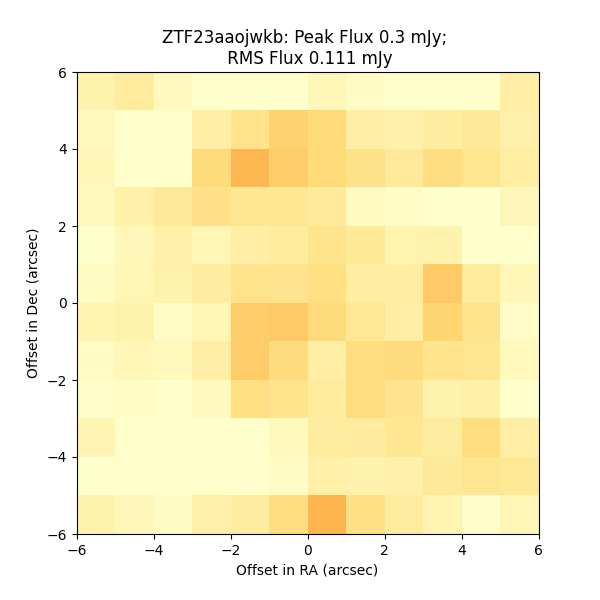 ZTF23aaojwkb: Peak Flux 0.3 mJy;
RMS Flux 0.111 mJy
6
4
2
0
−2
−4
−6
Offset in Dec (arcsec)
−6 −4 −2 0 2 4 6
Offset in RA (arcsec)